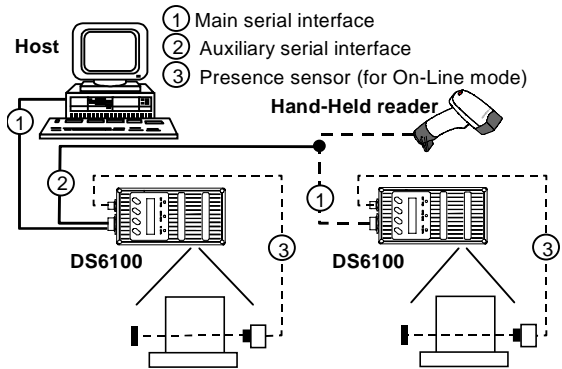 ① Main serial interface
Host
② Auxiliary serial interface
③ Presence sensor (for On-Line mode)
Hand-Held reader
①
②
①
③
③
DS6100
DS6100